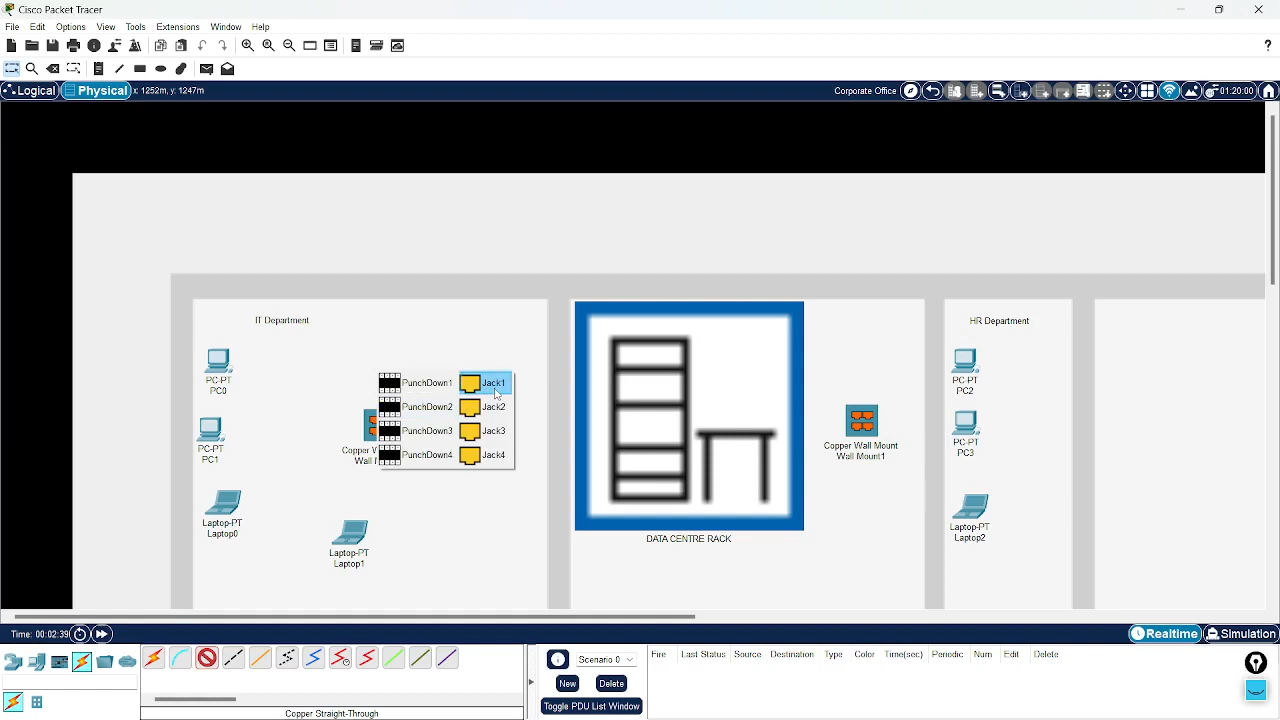 Cisco Packet Tracer
File Edit Options View Tools Extensions Window Help
?
Logical Physical x: 1252m, y: 1247m Corporate Office 01:20:00
IT Department
HR Department
PC-PT
PC0
PC-PT
PC1
Laptop-PT
Laptop0
Laptop-PT
Laptop1
Copper W
Wall
PunchDown1 Jack1
PunchDown2 Jack2
PunchDown3 Jack3
PunchDown4 Jack4
DATA CENTRE RACK
Copper Wall Mount
Wall Mount1
PC-PT
PC2
PC-PT
PC3
Laptop-PT
Laptop2
Time: 00:02:39 Realtime Simulation
Scenario 0
New Delete
Toggle PDU List Window
Fire Last Status Source Destination Type Color Time(sec) Periodic Num Edit Delete
Copper Straight-Through